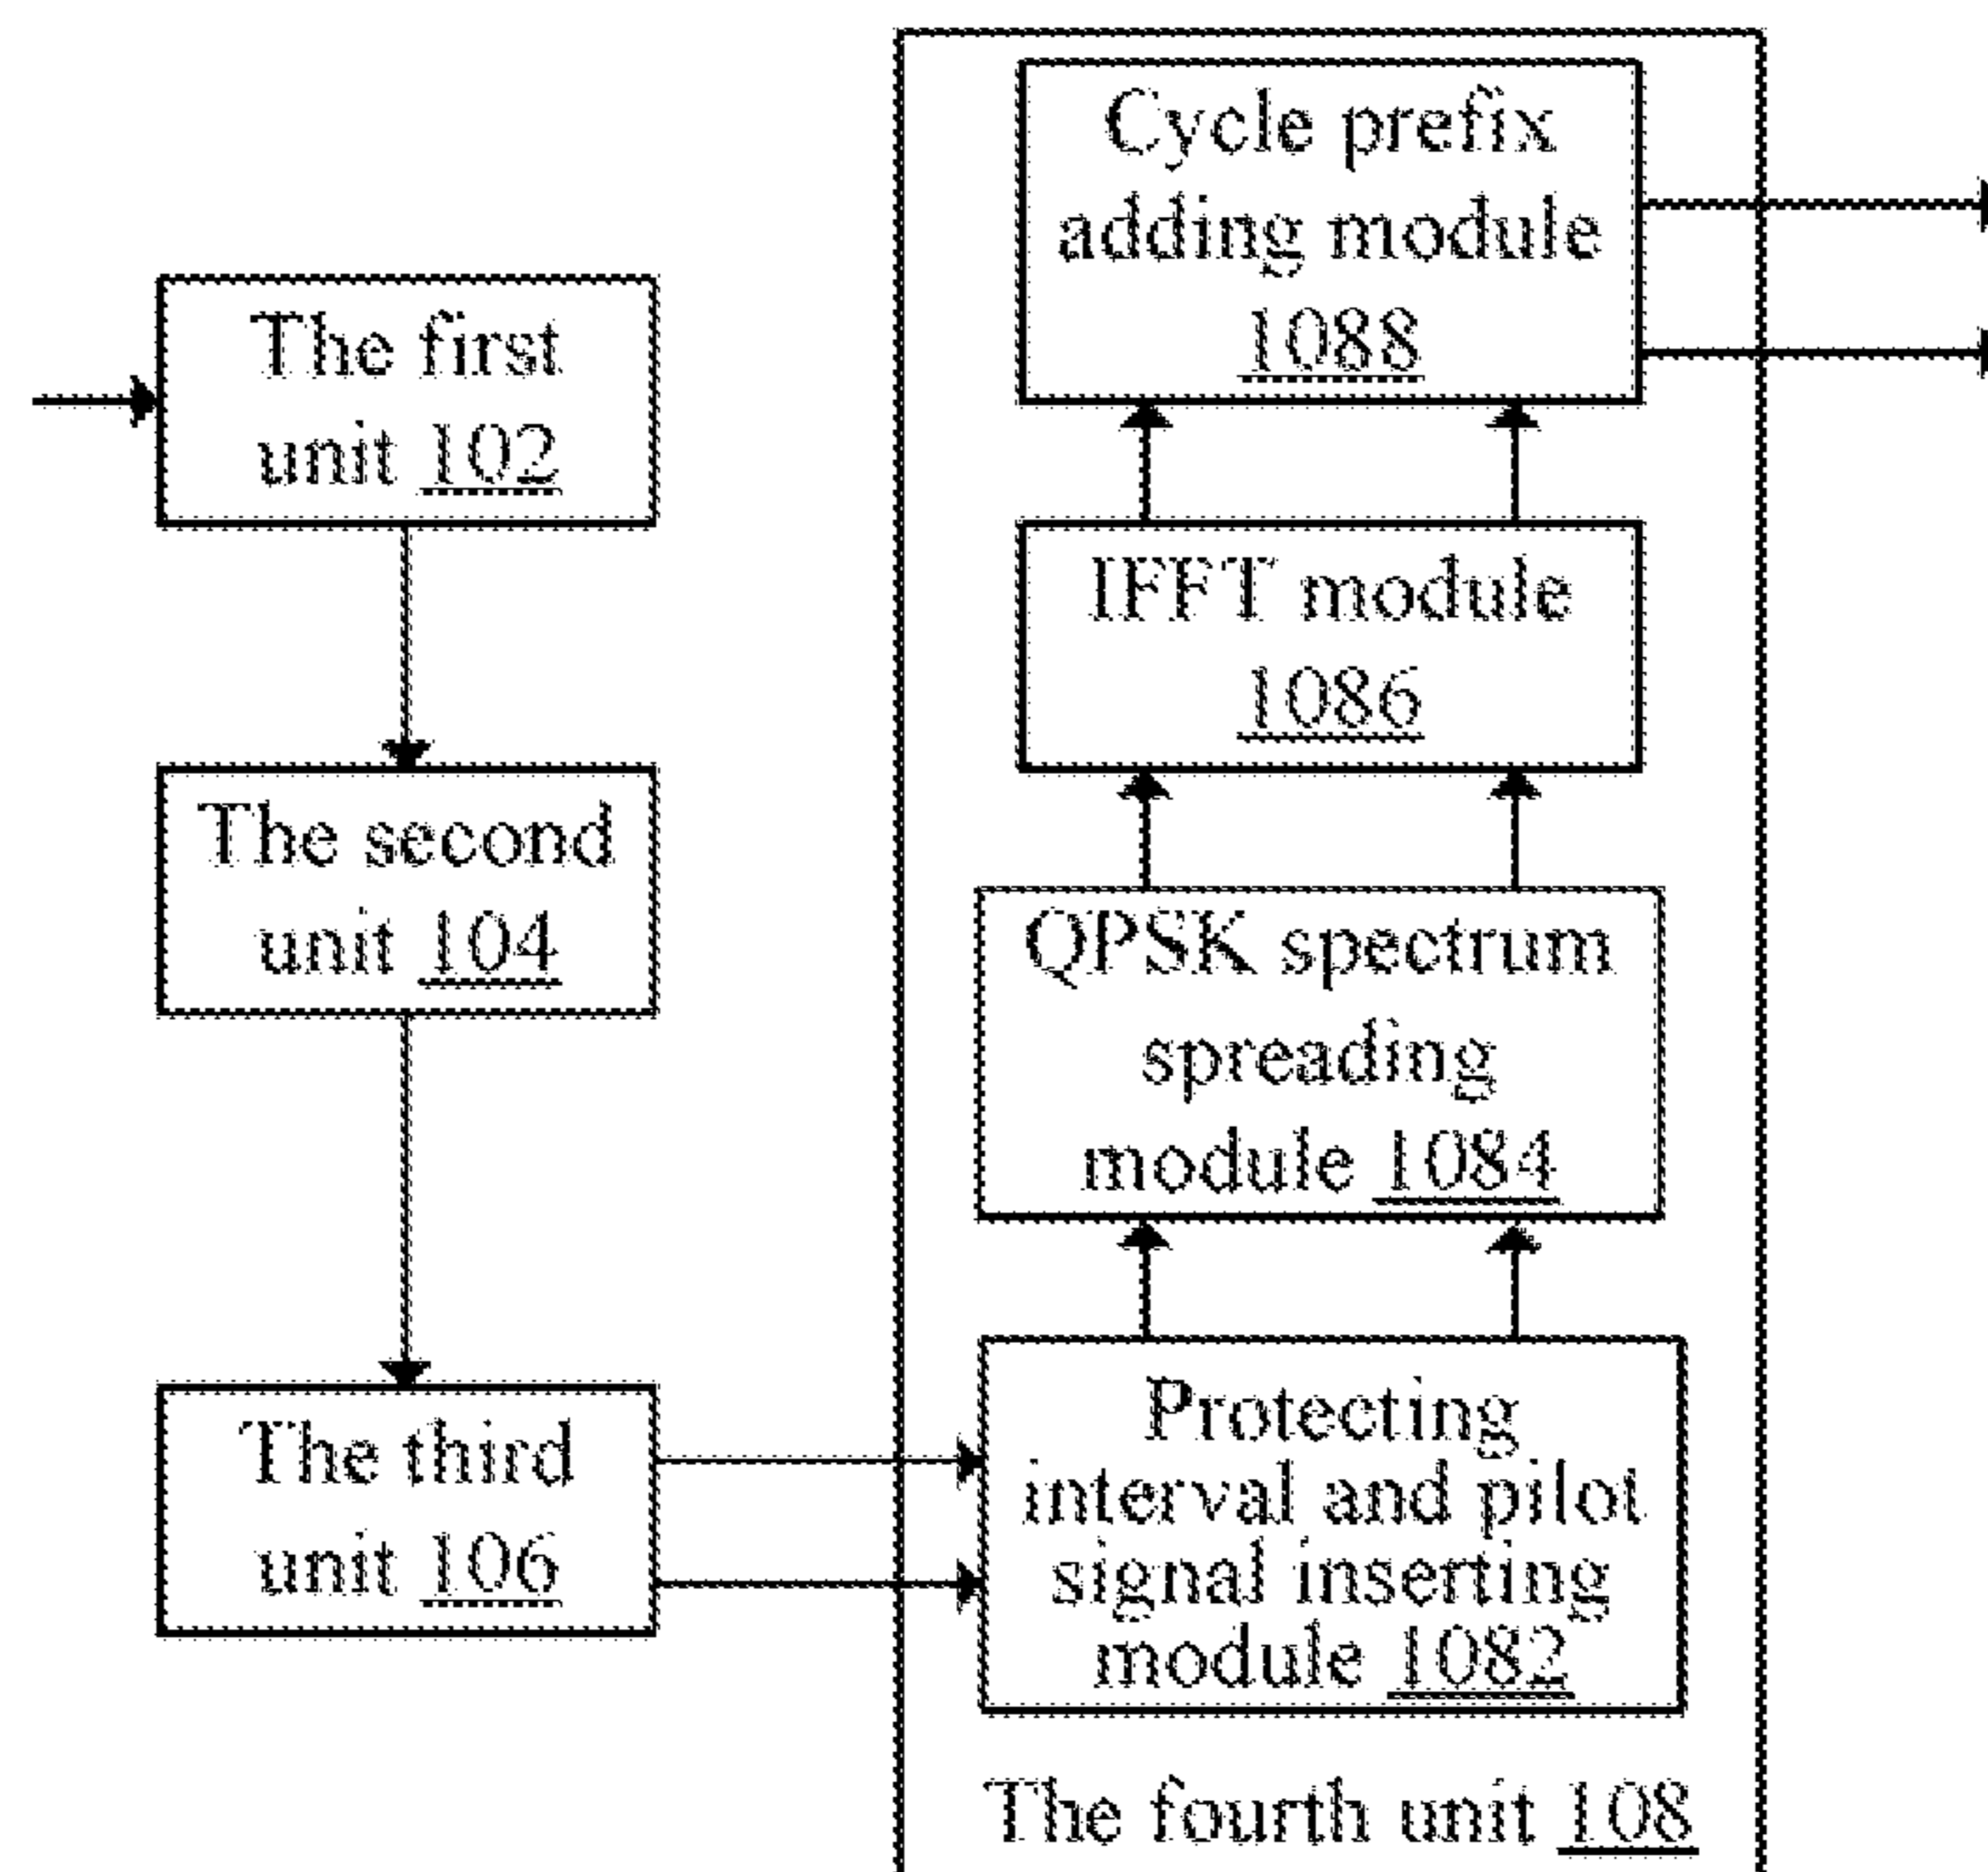 The first
unit 102
The second
unit 104
The third
unit 106
Cycle prefix
adding module
1088
IFFT module
1086
QPSK spectrum
spreading
module 1084
Protecting
interval and pilot
signal inserting
module 1082
The fourth unit 108